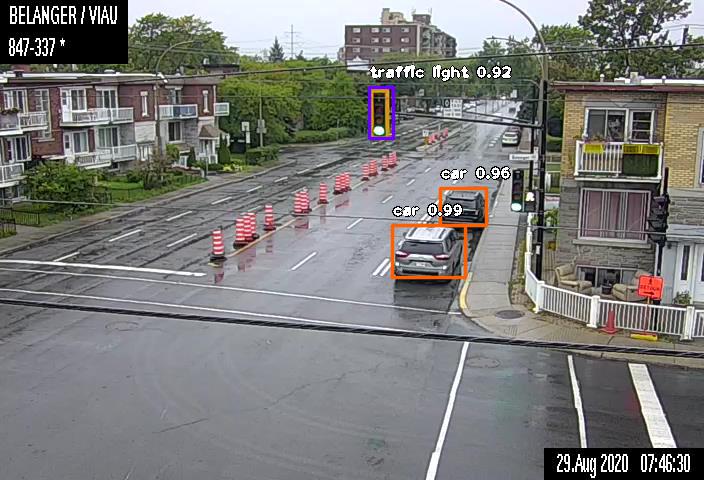 BELANGER / VIAU
847-337 *
traffic light 0.92
car 0.96
car 0.99
DETOUR
29.Aug 2020 07:46:30